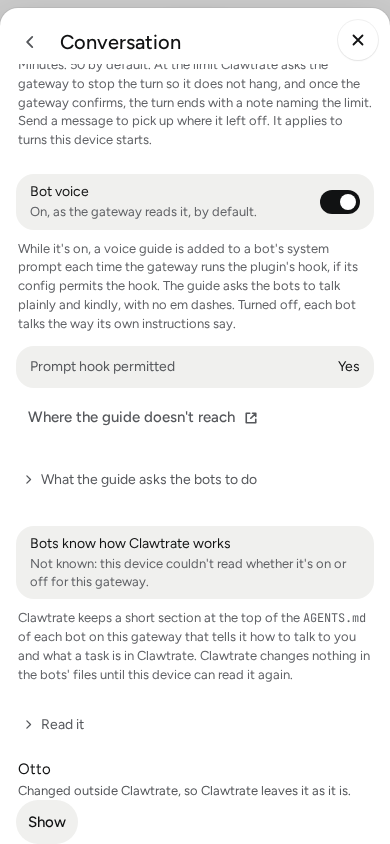 Conversation
Minutes. 50 by default. At the limit Clawtrate asks the
gateway to stop the turn so it does not hang, and once the
gateway confirms, the turn ends with a note naming the limit.
Send a message to pick up where it left off. It applies to
turns this device starts.
Bot voice
On, as the gateway reads it, by default.
While it's on, a voice guide is added to a bot's system
prompt each time the gateway runs the plugin's hook, if its
config permits the hook. The guide asks the bots to talk
plainly and kindly, with no em dashes. Turned off, each bot
talks the way its own instructions say.
Prompt hook permitted Yes
Where the guide doesn't reach
What the guide asks the bots to do
Bots know how Clawtrate works
Not known: this device couldn't read whether it's on or
off for this gateway.
Clawtrate keeps a short section at the top of the AGENTS.md
of each bot on this gateway that tells it how to talk to you
and what a task is in Clawtrate. Clawtrate changes nothing in
the bots' files until this device can read it again.
Read it
Otto
Changed outside Clawtrate, so Clawtrate leaves it as it is.
Show